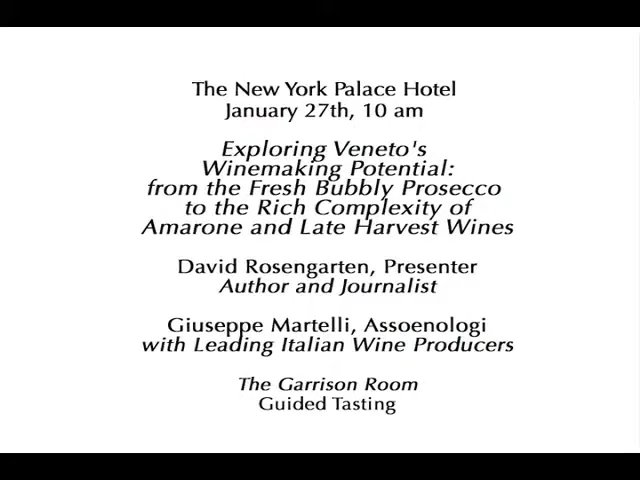 The New York Palace Hotel
January 27th, 10 am
Exploring Veneto's
Winemaking Potential:
from the Fresh Bubbly Prosecco
to the Rich Complexity of
Amarone and Late Harvest Wines
David Rosengarten, Presenter
Author and Journalist
Giuseppe Martelli, Assoenologi
with Leading Italian Wine Producers
The Garrison Room
Guided Tasting